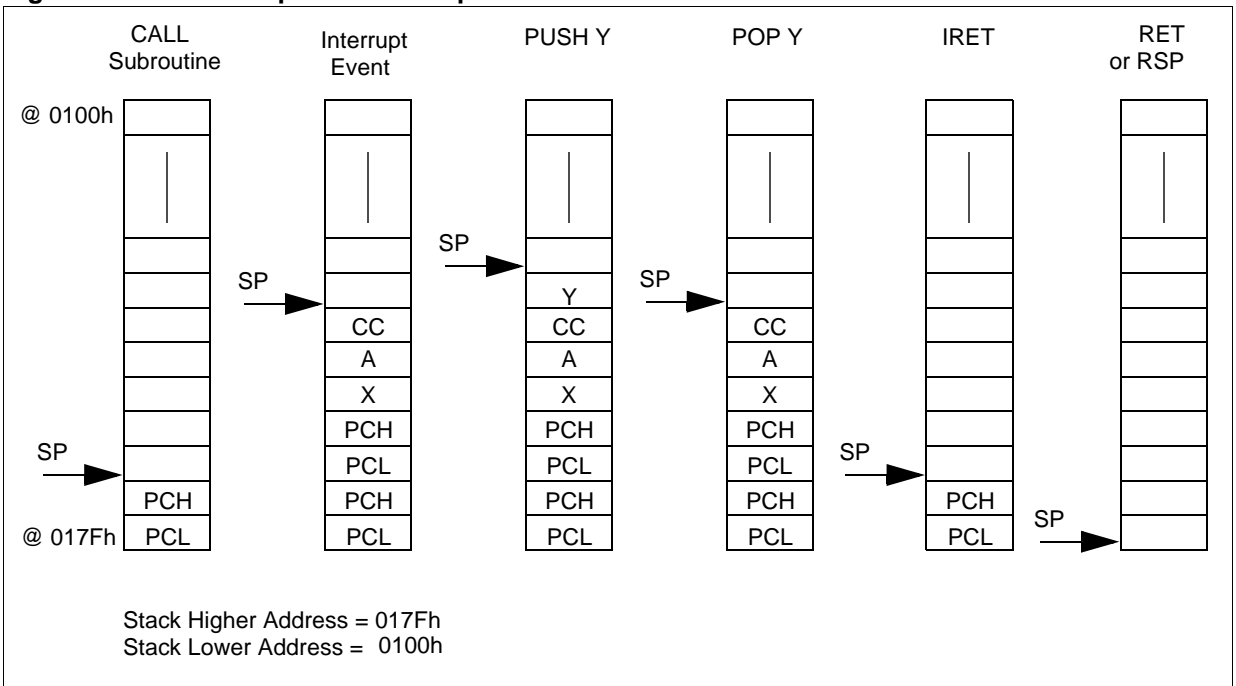 CALL
Subroutine
Interrupt
Event
PUSH Y
POP Y
IRET
RET
or RSP
@ 0100h
SP
SP
SP
Y
CC
CC
CC
A
A
A
X
X
X
PCH
PCH
PCH
SP
SP
PCL
PCL
PCL
PCH
PCH
PCH
PCH
PCH
SP
@ 017Fh
PCL
PCL
PCL
PCL
PCL
Stack Higher Address = 017Fh
Stack Lower Address = 0100h